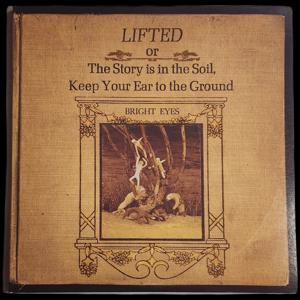 LIFTED
or
The Story is in the Soil,
Keep Your Ear to the Ground
BRIGHT EYES